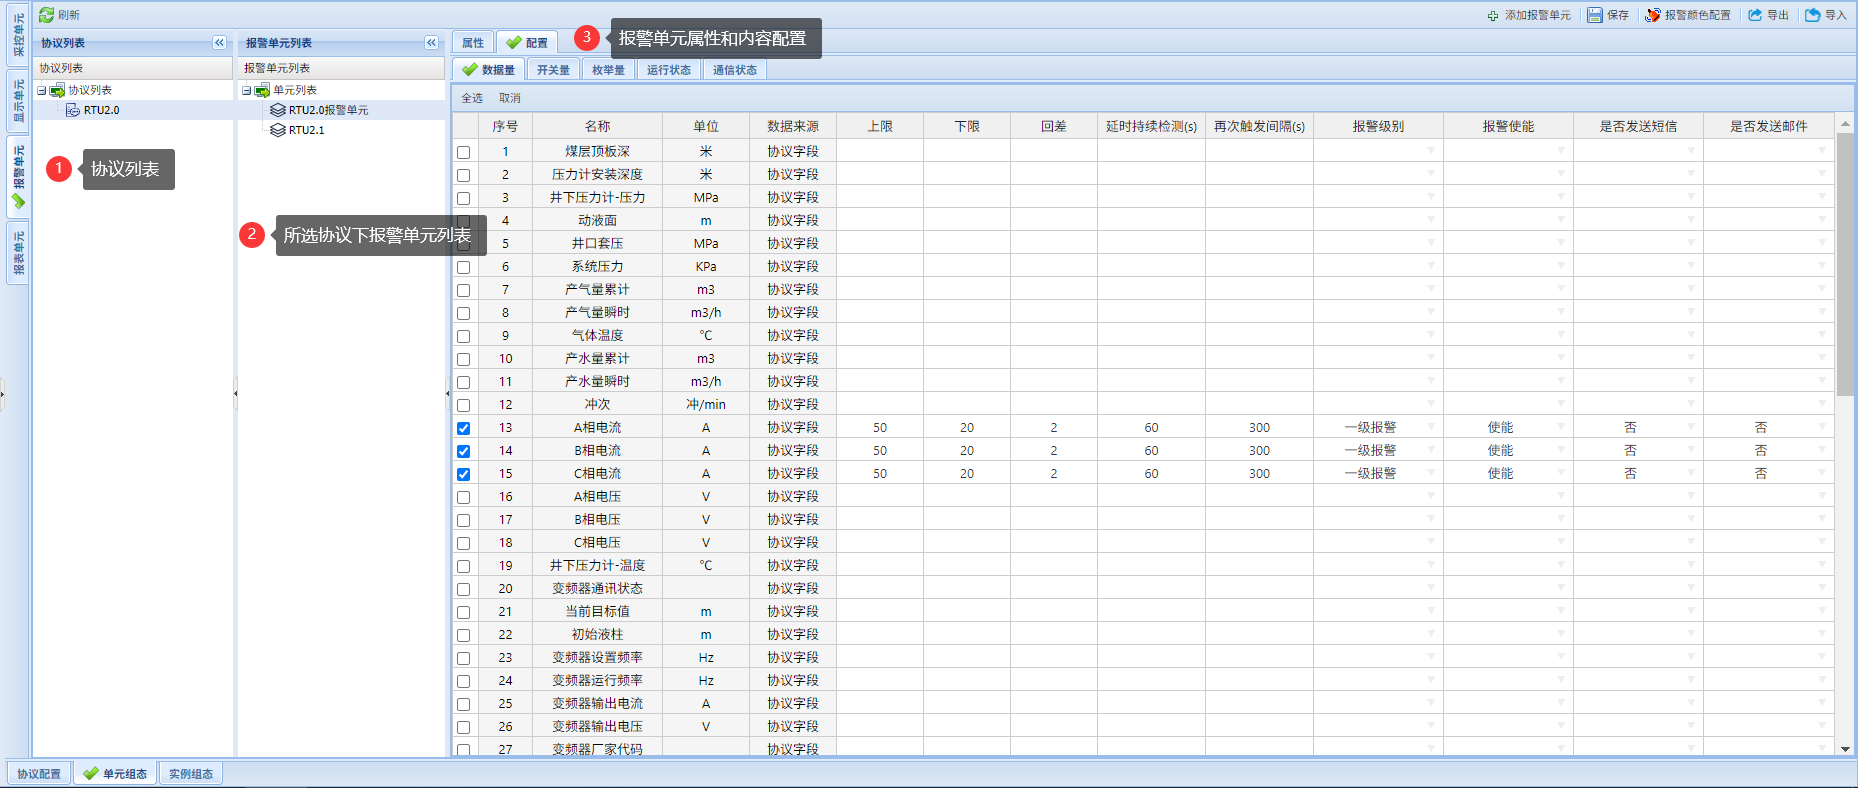 刷新
添加报警单元 保存 报警颜色配置 导出 导入
采控单元
显示单元
报警单元
报表单元
协议列表
协议列表
协议列表
RTU2.0
1 协议列表
报警单元列表
报警单元列表
单元列表
RTU2.0报警单元
RTU2.1
2 所选协议下报警单元列表
属性 配置
3 报警单元属性和内容配置
数据量 开关量 枚举量 运行状态 通信状态
全选 取消
序号 名称 单位 数据来源 上限 下限 回差 延时持续检测(s) 再次触发间隔(s) 报警级别 报警使能 是否发送短信 是否发送邮件
1 煤层顶板深 米 协议字段
2 压力计安装深度 米 协议字段
3 井下压力计-压力 MPa 协议字段
4 动液面 m 协议字段
5 井口套压 MPa 协议字段
6 系统压力 KPa 协议字段
7 产气量累计 m3 协议字段
8 产气量瞬时 m3/h 协议字段
9 气体温度 ℃ 协议字段
10 产水量累计 m3 协议字段
11 产水量瞬时 m3/h 协议字段
12 冲次 冲/min 协议字段
13 A相电流 A 协议字段 50 20 2 60 300 一级报警 使能 否 否
14 B相电流 A 协议字段 50 20 2 60 300 一级报警 使能 否 否
15 C相电流 A 协议字段 50 20 2 60 300 一级报警 使能 否 否
16 A相电压 V 协议字段
17 B相电压 V 协议字段
18 C相电压 V 协议字段
19 井下压力计-温度 ℃ 协议字段
20 变频器通讯状态 协议字段
21 当前目标值 m 协议字段
22 初始液柱 m 协议字段
23 变频器设置频率 Hz 协议字段
24 变频器运行频率 Hz 协议字段
25 变频器输出电流 A 协议字段
26 变频器输出电压 V 协议字段
27 变频器厂家代码 协议字段
协议配置 单元组态 实例组态